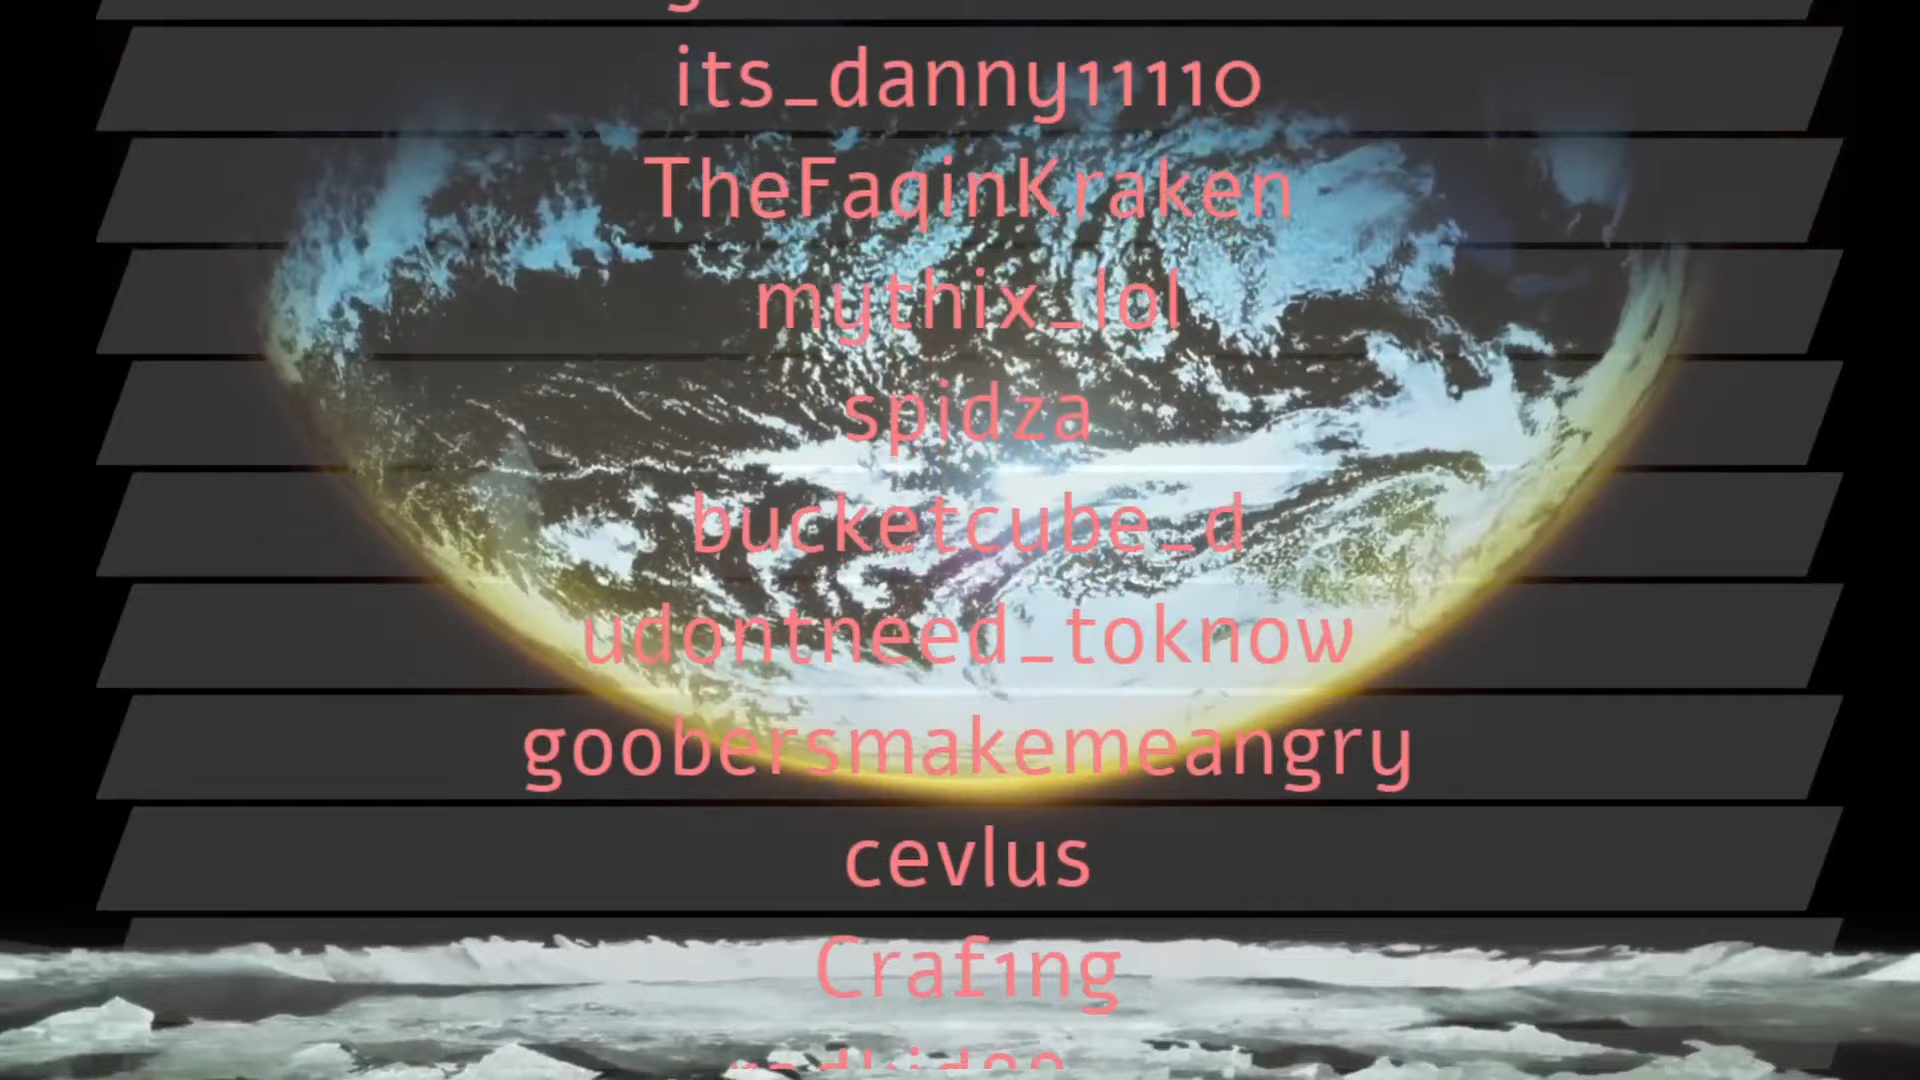 its_danny11110
TheFaqinKraken
mythix_lol
spidza
bucketcube_d
udontneed_toknow
goobersmakemeangry
cevlus
Craf1ng